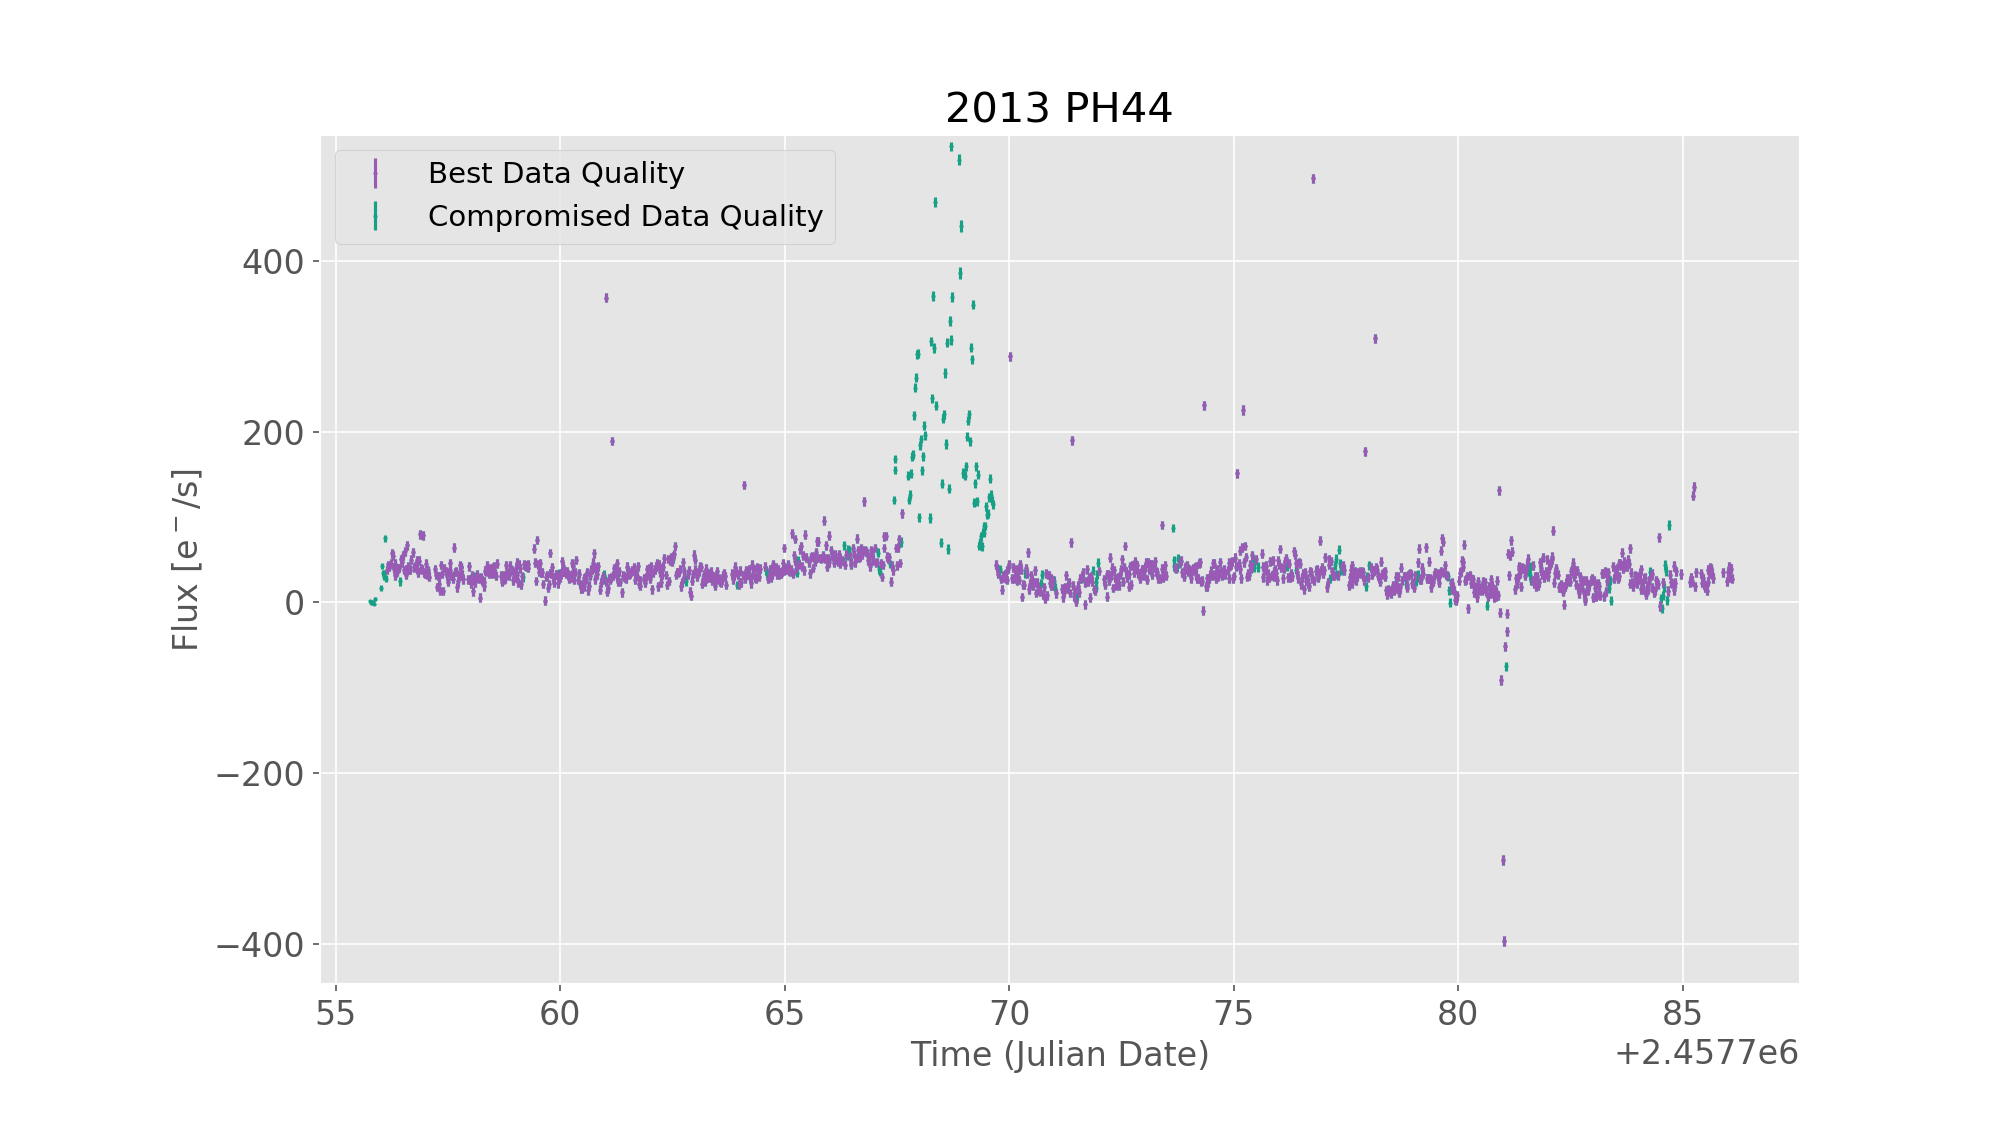 2013 PH44
Best Data Quality
Compromised Data Quality
400
200
0
−200
−400
Flux [e⁻/s]
55 60 65 70 75 80 85
Time (Julian Date)
+2.4577e6